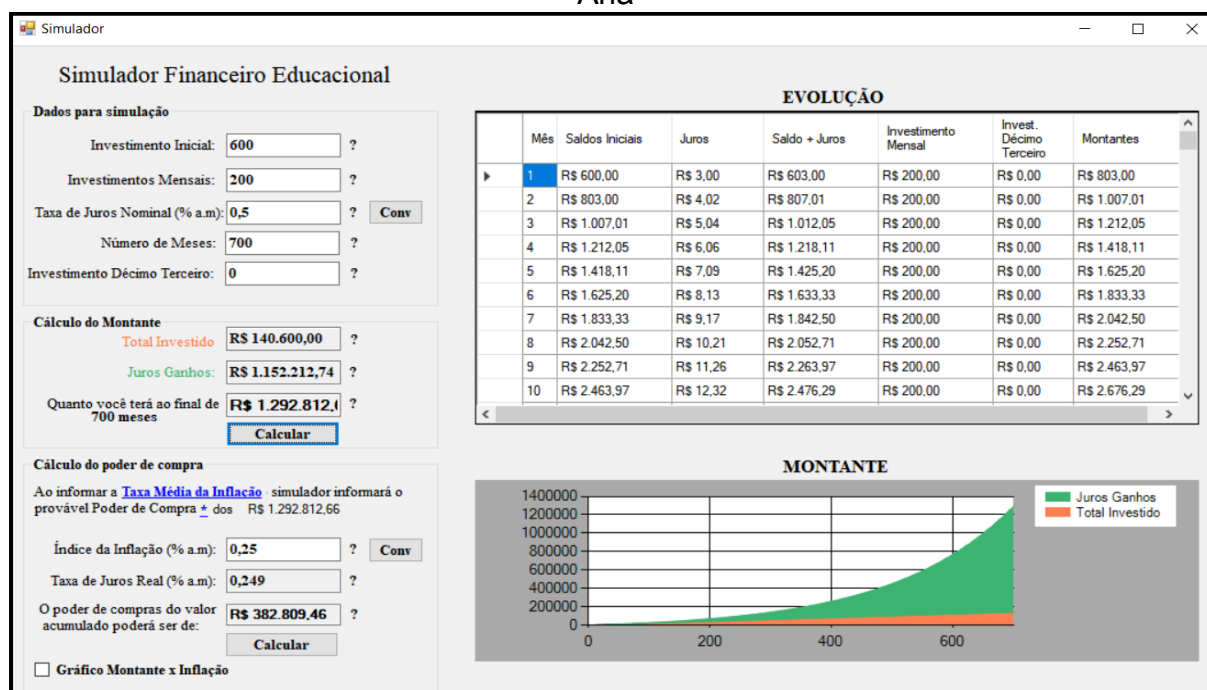 Ana
Simulador
Simulador Financeiro Educacional
Dados para simulação
Investimento Inicial: 600 ?
Investimentos Mensais: 200 ?
Taxa de Juros Nominal (% a.m): 0,5 ? Conv
Número de Meses: 700 ?
Investimento Décimo Terceiro: 0 ?
Cálculo do Montante
Total Investido R$ 140.600,00 ?
Juros Ganhos: R$ 1.152.212,74 ?
Quanto você terá ao final de R$ 1.292.812,( ?
700 meses
Calcular
Cálculo do poder de compra
Ao informar a Taxa Média da Inflação simulador informará o
provável Poder de Compra * dos R$ 1.292.812,66
Índice da Inflação (% a.m): 0,25 ? Conv
Taxa de Juros Real (% a.m): 0,249 ?
O poder de compras do valor R$ 382.809,46 ?
acumulado poderá ser de:
Calcular
Gráfico Montante x Inflação
EVOLUÇÃO
Mês Saldos Iniciais Juros Saldo + Juros Investimento Mensal Invest. Décimo Terceiro Montantes
1 R$ 600,00 R$ 3,00 R$ 603,00 R$ 200,00 R$ 0,00 R$ 803,00
2 R$ 803,00 R$ 4,02 R$ 807,01 R$ 200,00 R$ 0,00 R$ 1.007,01
3 R$ 1.007,01 R$ 5,04 R$ 1.012,05 R$ 200,00 R$ 0,00 R$ 1.212,05
4 R$ 1.212,05 R$ 6,06 R$ 1.218,11 R$ 200,00 R$ 0,00 R$ 1.418,11
5 R$ 1.418,11 R$ 7,09 R$ 1.425,20 R$ 200,00 R$ 0,00 R$ 1.625,20
6 R$ 1.625,20 R$ 8,13 R$ 1.633,33 R$ 200,00 R$ 0,00 R$ 1.833,33
7 R$ 1.833,33 R$ 9,17 R$ 1.842,50 R$ 200,00 R$ 0,00 R$ 2.042,50
8 R$ 2.042,50 R$ 10,21 R$ 2.052,71 R$ 200,00 R$ 0,00 R$ 2.252,71
9 R$ 2.252,71 R$ 11,26 R$ 2.263,97 R$ 200,00 R$ 0,00 R$ 2.463,97
10 R$ 2.463,97 R$ 12,32 R$ 2.476,29 R$ 200,00 R$ 0,00 R$ 2.676,29
MONTANTE
1400000
1200000
1000000
800000
600000
400000
200000
0
0 200 400 600
Juros Ganhos
Total Investido